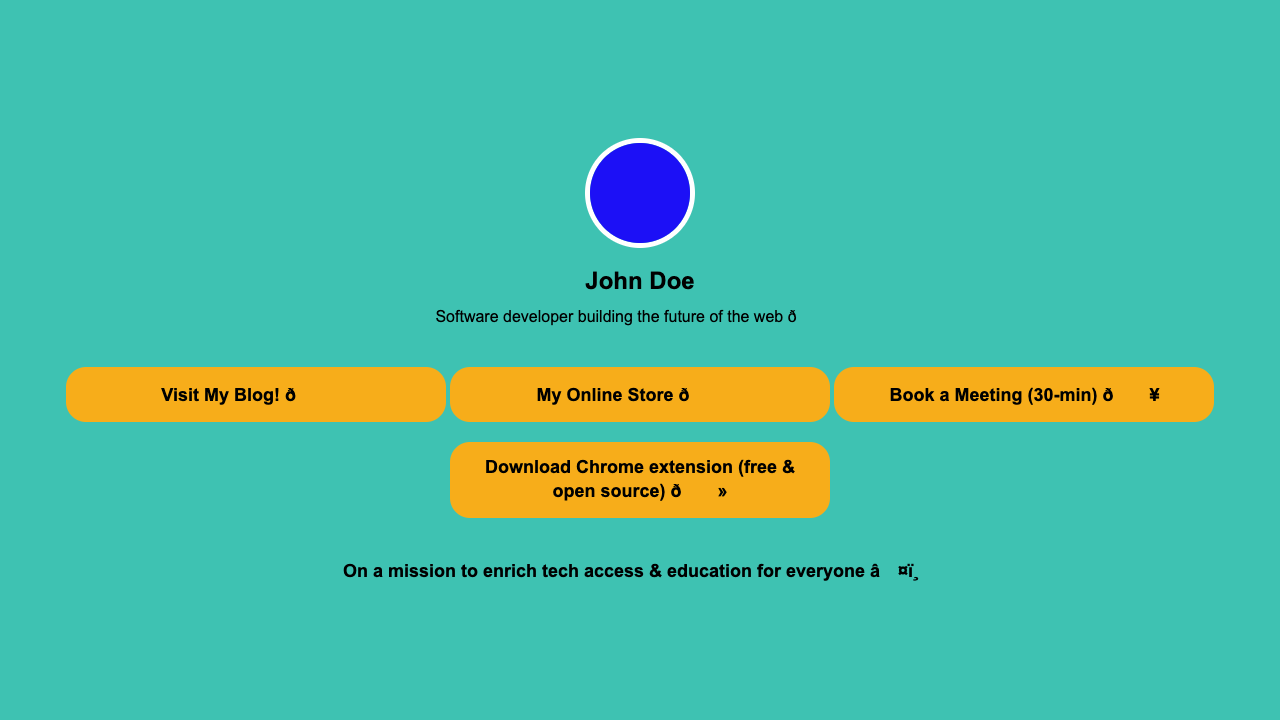 John Doe
Software developer building the future of the web ð
Visit My Blog! ð
My Online Store ð
Book a Meeting (30-min) ð ¥
Download Chrome extension (free &
open source) ð »
On a mission to enrich tech access & education for everyone â ¤ï¸